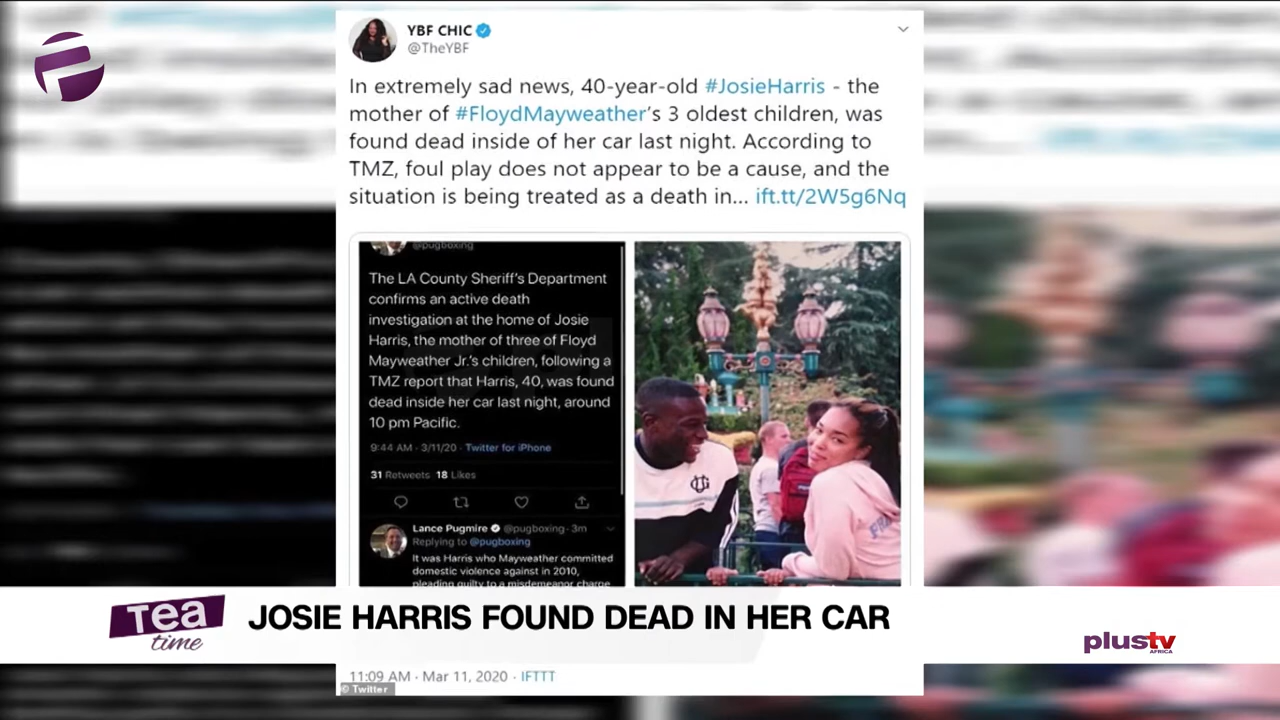 YBF CHIC
@TheYBF
In extremely sad news, 40-year-old #JosieHarris - the
mother of #FloydMayweather's 3 oldest children, was
found dead inside of her car last night. According to
TMZ, foul play does not appear to be a cause, and the
situation is being treated as a death in... ift.tt/2W5g6Nq
@pugboxing
The LA County Sheriff's Department
confirms an active death
investigation at the home of Josie
Harris, the mother of three of Floyd
Mayweather Jr.'s children, following a
TMZ report that Harris, 40, was found
dead inside her car last night, around
10 pm Pacific.
9:44 AM · 3/11/20 · Twitter for iPhone
31 Retweets 18 Likes
Lance Pugmire @pugboxing · 3m
Replying to @pugboxing
It was Harris who Mayweather committed
domestic violence against in 2010,
pleading guilty to a misdemeanor charge
Tea
time
JOSIE HARRIS FOUND DEAD IN HER CAR
plustv
AFRICA
11:09 AM · Mar 11, 2020 · IFTTT
© Twitter